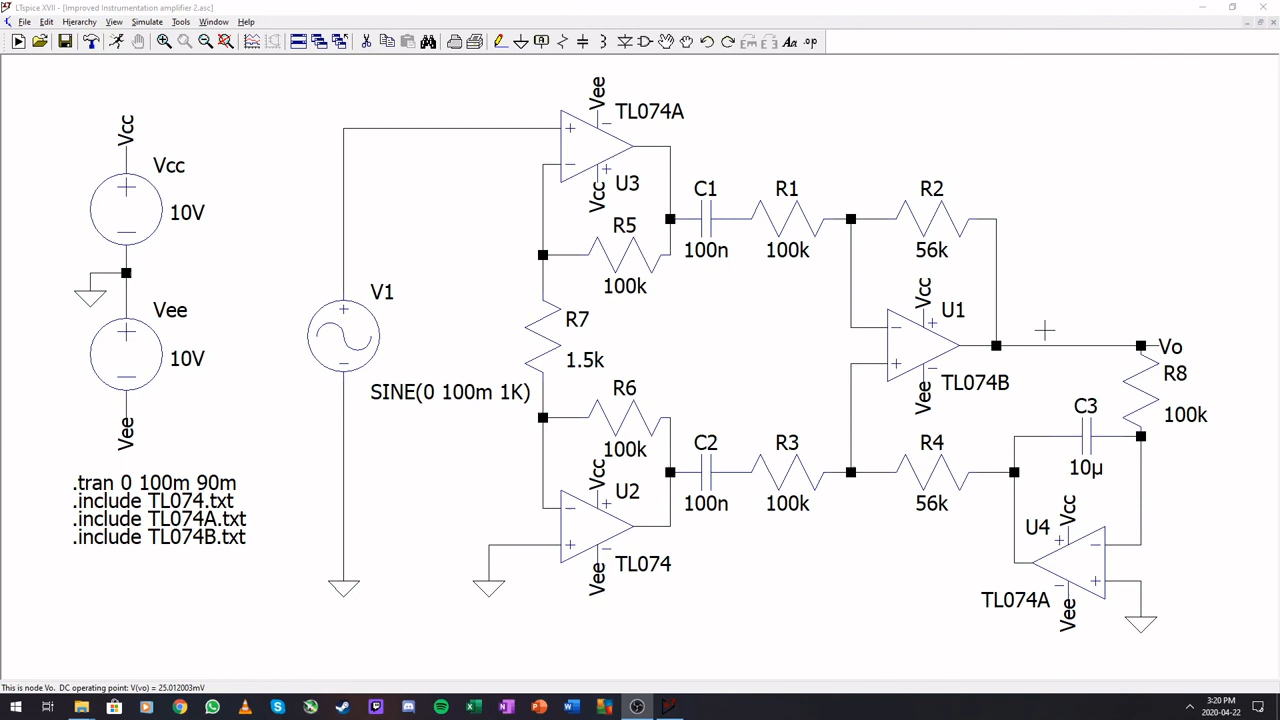 LTspice XVII - [Improved Instrumentation amplifier 2.asc]
File Edit Hierarchy View Simulate Tools Window Help
Vcc
Vcc
10V
Vee
10V
Vee
.tran 0 100m 90m
.include TL074.txt
.include TL074A.txt
.include TL074B.txt
V1
SINE(0 100m 1K)
Vee
TL074A
Vcc
U3
R5
100k
R7
1.5k
R6
100k
Vcc
U2
Vee
TL074
C1
100n
R1
100k
R2
56k
Vcc
U1
Vee
TL074B
C2
100n
R3
100k
R4
56k
Vo
R8
100k
C3
10µ
U4
Vcc
TL074A
Vee
This is node Vo. DC operating point: V(vo) = 25.012003mV
3:20 PM
2020-04-22